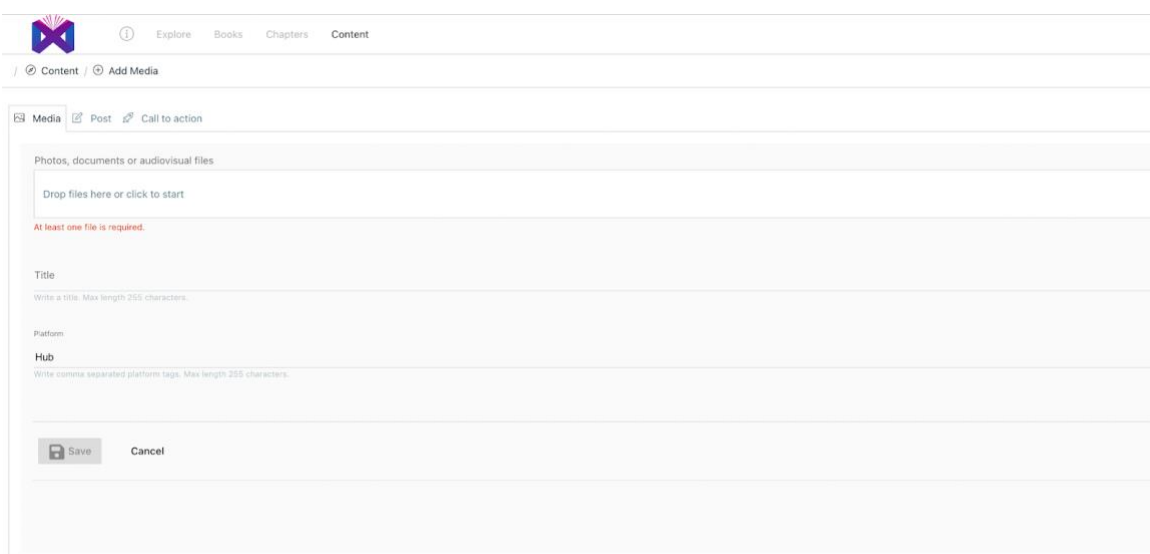 Explore Books Chapters Content
/ Content / Add Media
Media Post Call to action
Photos, documents or audiovisual files
Drop files here or click to start
At least one file is required.
Title
Write a title. Max length 255 characters.
Platform
Hub
Write comma separated platform tags. Max length 255 characters.
Save Cancel